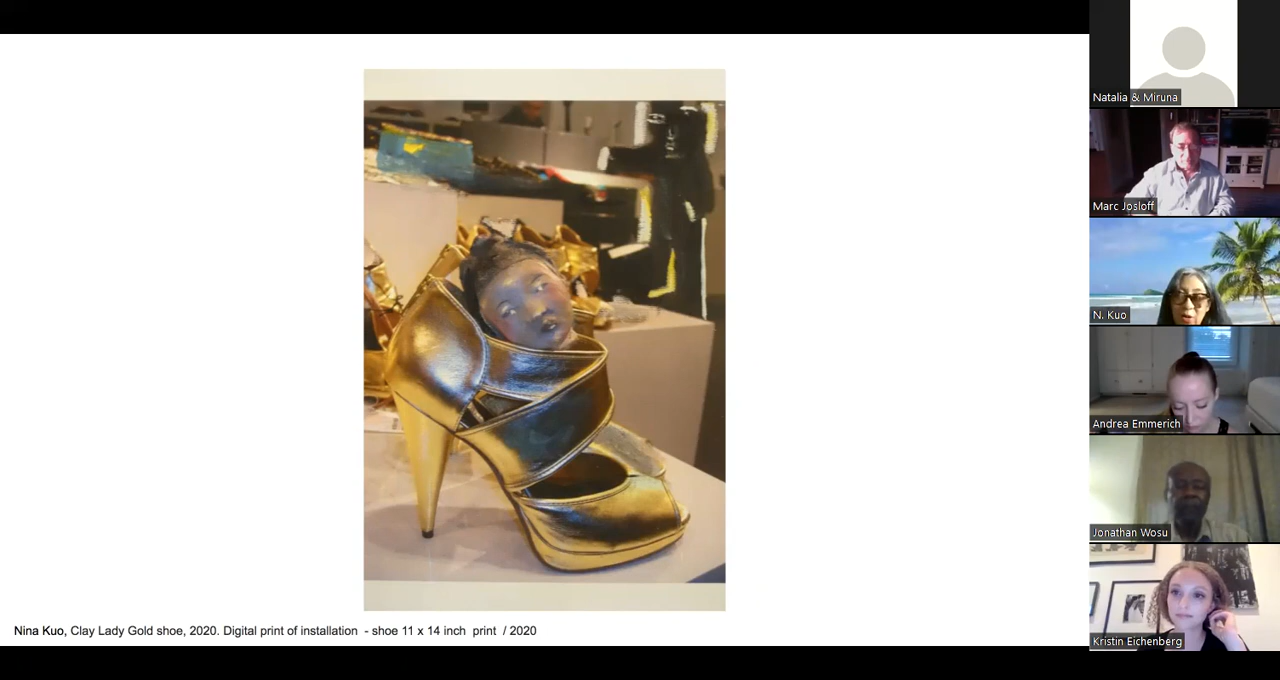 Natalia & Miruna
Marc Josloff
N. Kuo
Andrea Emmerich
Jonathan Wosu
Kristin Eichenberg
Nina Kuo, Clay Lady Gold shoe, 2020. Digital print of installation - shoe 11 x 14 inch print / 2020